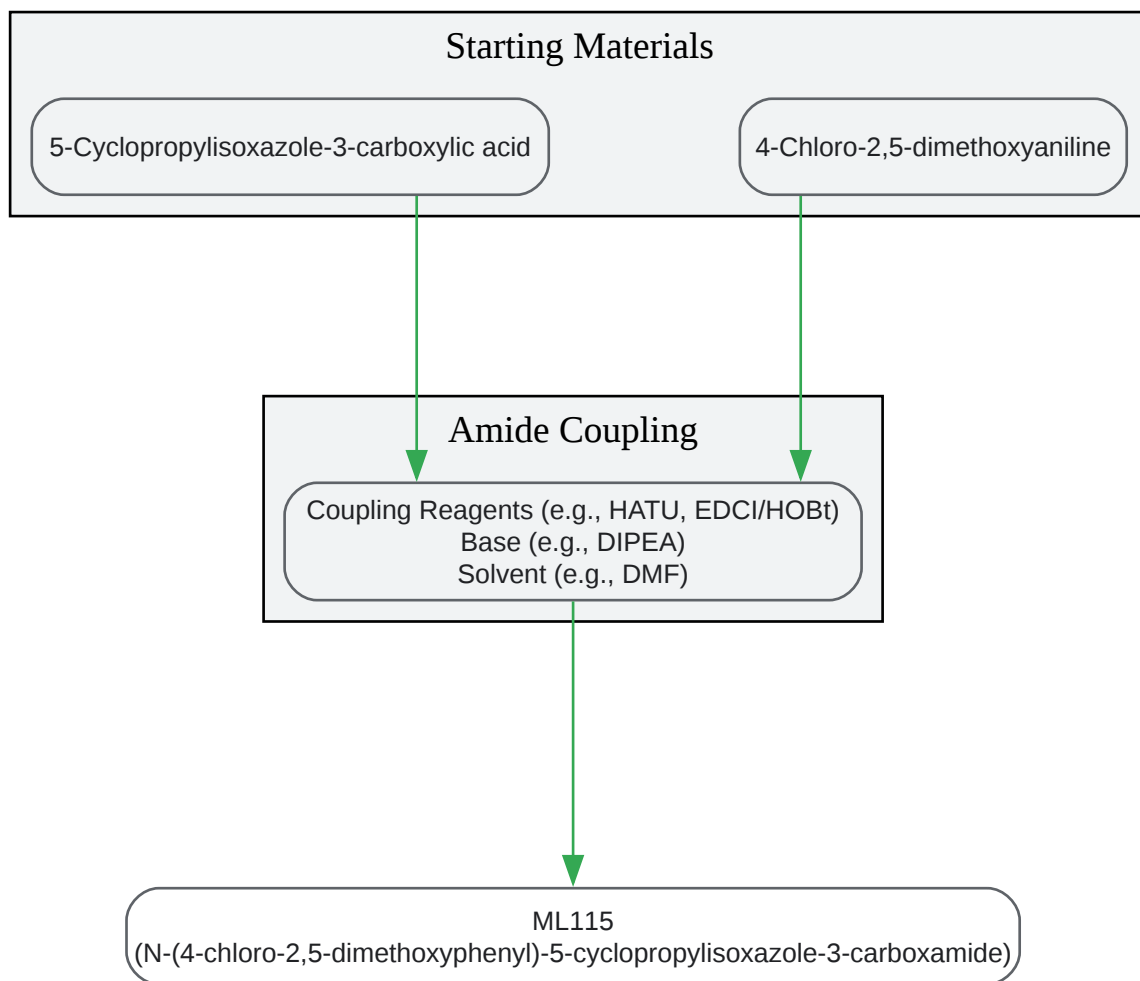 Starting Materials
5-Cyclopropylisoxazole-3-carboxylic acid
4-Chloro-2,5-dimethoxyaniline
Amide Coupling
Coupling Reagents (e.g., HATU, EDCI/HOBt)
Base (e.g., DIPEA)
Solvent (e.g., DMF)
ML115
(N-(4-chloro-2,5-dimethoxyphenyl)-5-cyclopropylisoxazole-3-carboxamide)